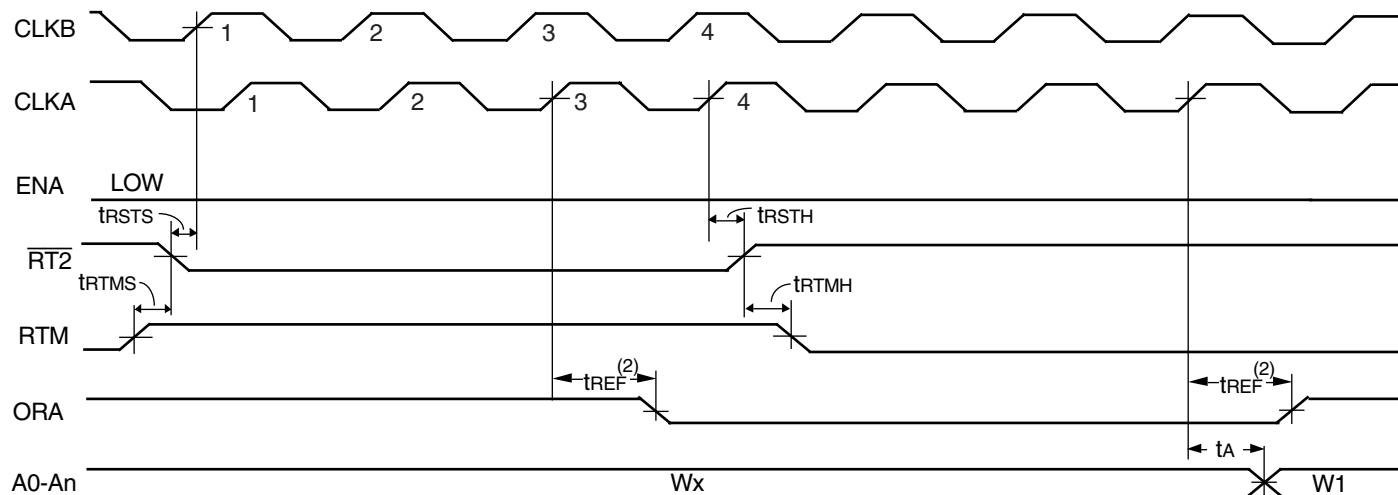 CLKB 1 2 3 4
CLKA 1 2 3 4
ENA LOW
tRSTS tRSTH
RT2
tRTMS tRTMH
RTM
tREF(2) tREF(2)
ORA
tA
A0-An Wx W1